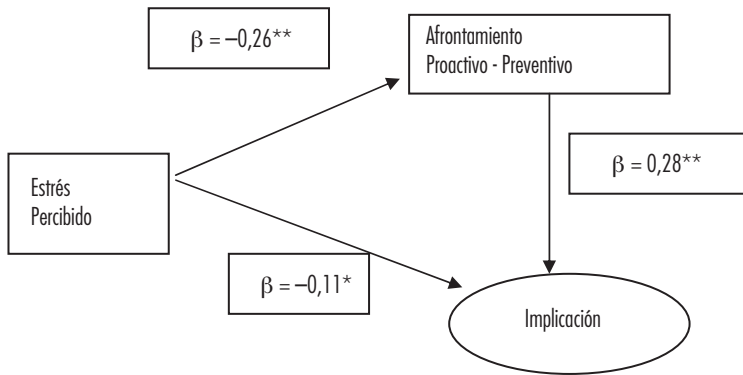 β = –0,26**
Afrontamiento
Proactivo - Preventivo
β = 0,28**
Estrés
Percibido
β = –0,11*
Implicación